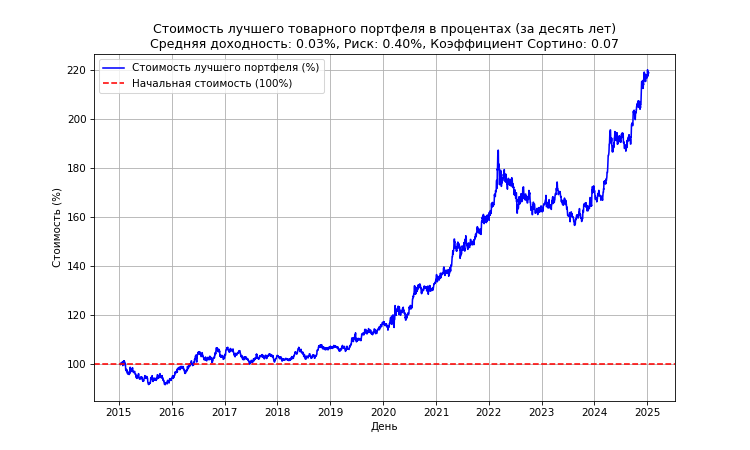 Стоимость лучшего товарного портфеля в процентах (за десять лет)
Средняя доходность: 0.03%, Риск: 0.40%, Коэффициент Сортино: 0.07
Стоимость лучшего портфеля (%)
Начальная стоимость (100%)
Стоимость (%)
220
200
180
160
140
120
100
2015 2016 2017 2018 2019 2020 2021 2022 2023 2024 2025
День